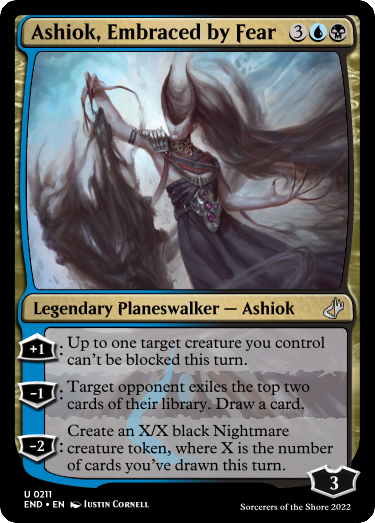 Ashiok, Embraced by Fear 3
Legendary Planeswalker — Ashiok
+1: Up to one target creature you control
can't be blocked this turn.
-1: Target opponent exiles the top two
cards of their library. Draw a card.
-2: Create an X/X black Nightmare
creature token, where X is the number
of cards you've drawn this turn.
3
U 0211
END • EN Justin Cornell
Sorcerers of the Shore 2022